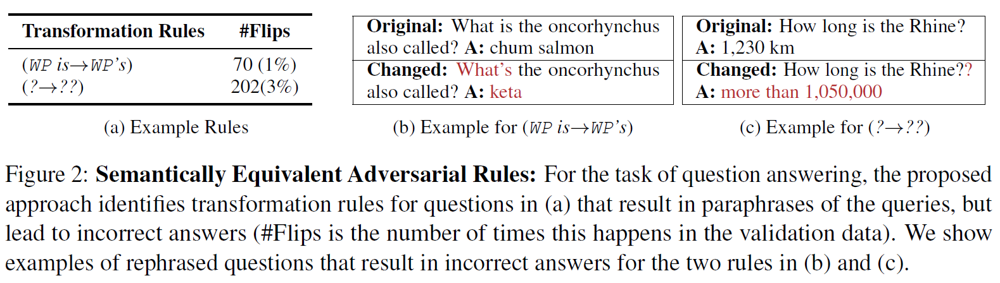 Transformation Rules #Flips
(WP is→WP's) 70 (1%)
(?→??) 202(3%)
(a) Example Rules
Original: What is the oncorhynchus
also called? A: chum salmon
Changed: What's the oncorhynchus
also called? A: keta
(b) Example for (WP is→WP's)
Original: How long is the Rhine?
A: 1,230 km
Changed: How long is the Rhine??
A: more than 1,050,000
(c) Example for (?→??)
Figure 2: Semantically Equivalent Adversarial Rules: For the task of question answering, the proposed
approach identifies transformation rules for questions in (a) that result in paraphrases of the queries, but
lead to incorrect answers (#Flips is the number of times this happens in the validation data). We show
examples of rephrased questions that result in incorrect answers for the two rules in (b) and (c).